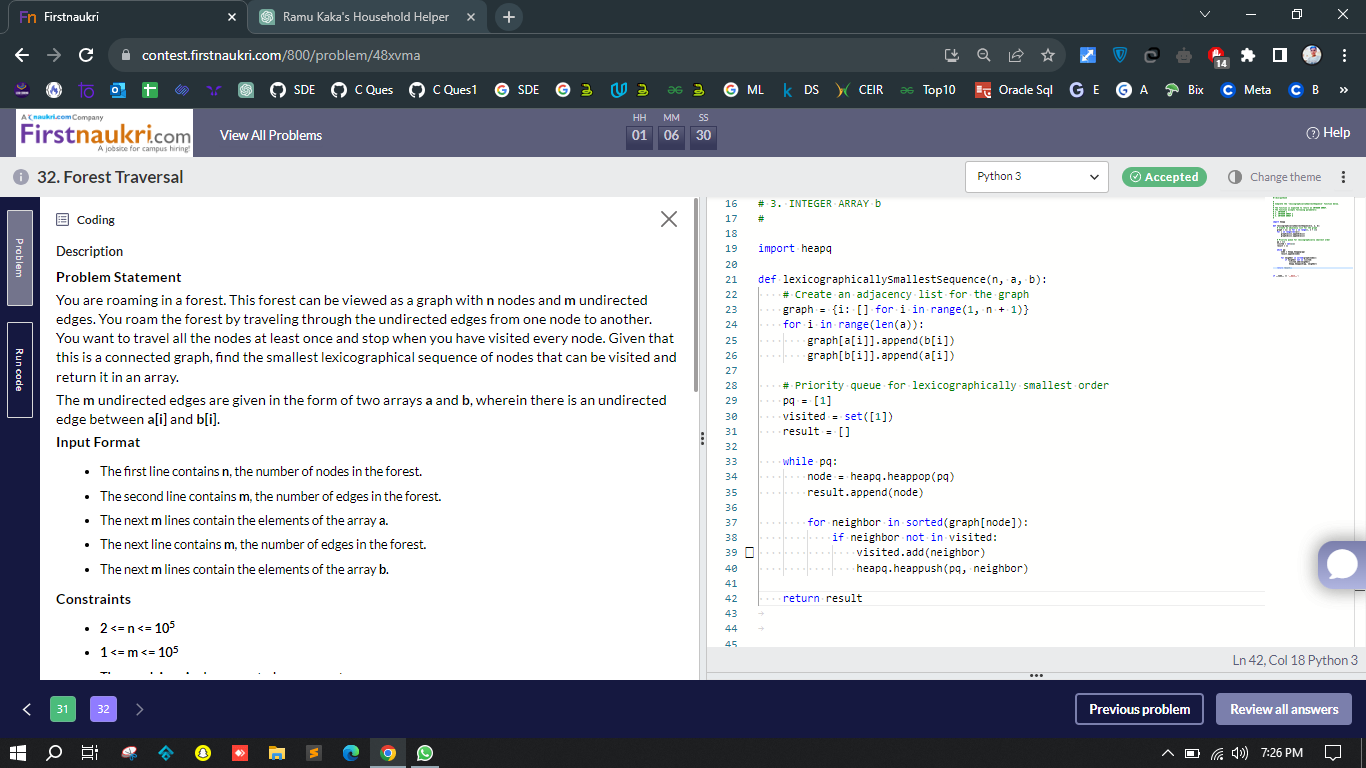 Firstnaukri
Ramu Kaka's Household Helper
contest.firstnaukri.com/800/problem/48xvma
14
SDE
C Ques
C Ques1
SDE
ML
DS
CEIR
Top10
Oracle Sql
E
A
Bix
Meta
B
»
A naukri.com Company
Firstnaukri.com
A jobsite for campus hiring!
View All Problems
HH MM SS
01 06 30
Help
32. Forest Traversal
Python 3
Accepted
Change theme
Problem
Run code
Coding
Description
Problem Statement
You are roaming in a forest. This forest can be viewed as a graph with n nodes and m undirected
edges. You roam the forest by traveling through the undirected edges from one node to another.
You want to travel all the nodes at least once and stop when you have visited every node. Given that
this is a connected graph, find the smallest lexicographical sequence of nodes that can be visited and
return it in an array.
The m undirected edges are given in the form of two arrays a and b, wherein there is an undirected
edge between a[i] and b[i].
Input Format
• The first line contains n, the number of nodes in the forest.
• The second line contains m, the number of edges in the forest.
• The next m lines contain the elements of the array a.
• The next line contains m, the number of edges in the forest.
• The next m lines contain the elements of the array b.
Constraints
• 2 <= n <= 10⁵
• 1 <= m <= 10⁵
16 # 3. INTEGER ARRAY b
17 #
18
19 import heapq
20
21 def lexicographicallySmallestSequence(n, a, b):
22     # Create an adjacency list for the graph
23     graph = {i: [] for i in range(1, n + 1)}
24     for i in range(len(a)):
25         graph[a[i]].append(b[i])
26         graph[b[i]].append(a[i])
27
28     # Priority queue for lexicographically smallest order
29     pq = [1]
30     visited = set([1])
31     result = []
32
33     while pq:
34         node = heapq.heappop(pq)
35         result.append(node)
36
37         for neighbor in sorted(graph[node]):
38             if neighbor not in visited:
39                 visited.add(neighbor)
40                 heapq.heappush(pq, neighbor)
41
42     return result
43
44
45
Ln 42, Col 18 Python 3
31
32
Previous problem
Review all answers
7:26 PM